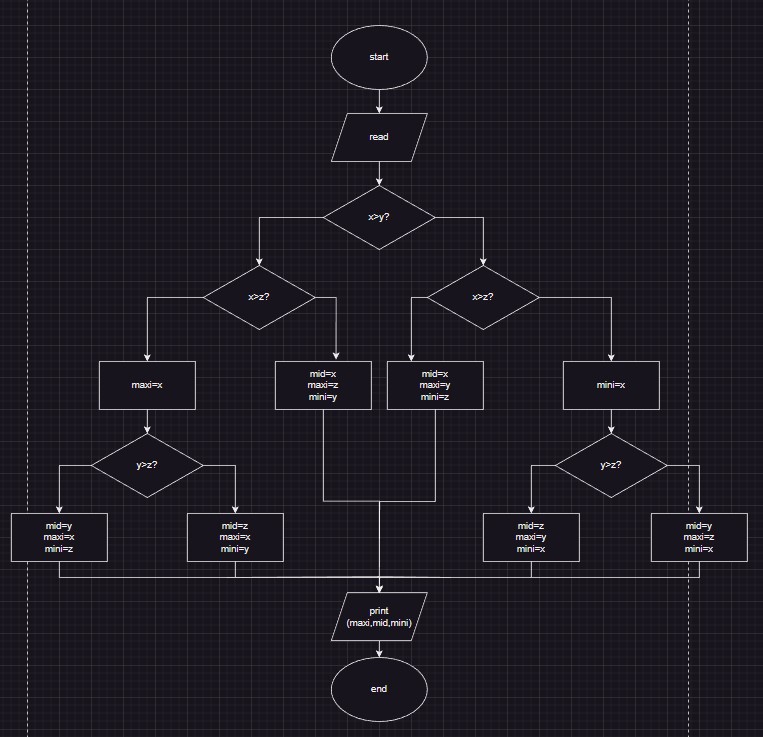 start
read
x>y?
x>z?
x>z?
maxi=x
mid=x
maxi=z
mini=y
mid=x
maxi=y
mini=z
mini=x
y>z?
y>z?
mid=y
maxi=x
mini=z
mid=z
maxi=x
mini=y
mid=z
maxi=y
mini=x
mid=y
maxi=z
mini=x
print
(maxi,mid,mini)
end